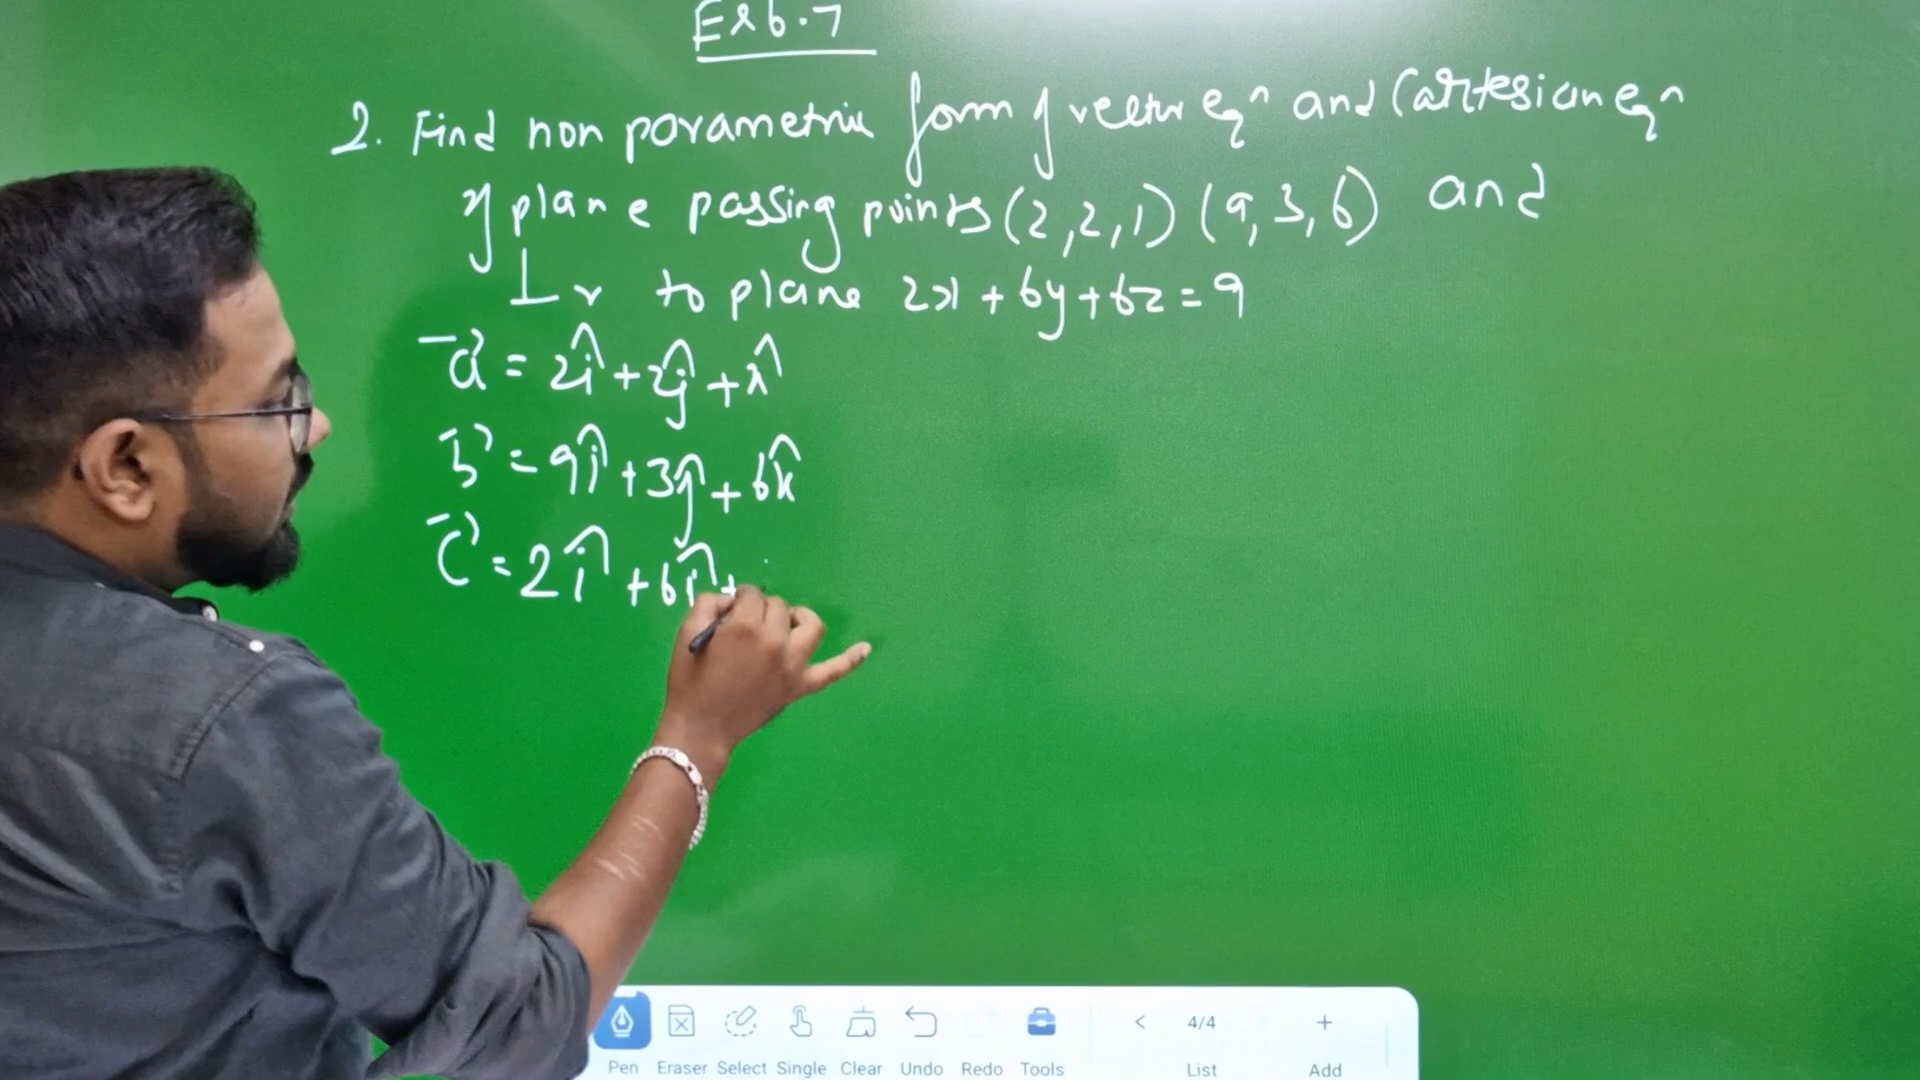 Ex 6.7
2. Find non parametric form of vector eqn and Cartesian eqn
of plane passing points (2,2,1) (9,3,6) and
⊥r to plane 2x + 6y + 6z = 9
a⃗ = 2î + 2ĵ + k̂
b⃗ = 9î + 3ĵ + 6k̂
c⃗ = 2î + 6ĵ +
Pen Eraser Select Single Clear Undo Redo Tools < 4/4 List + Add